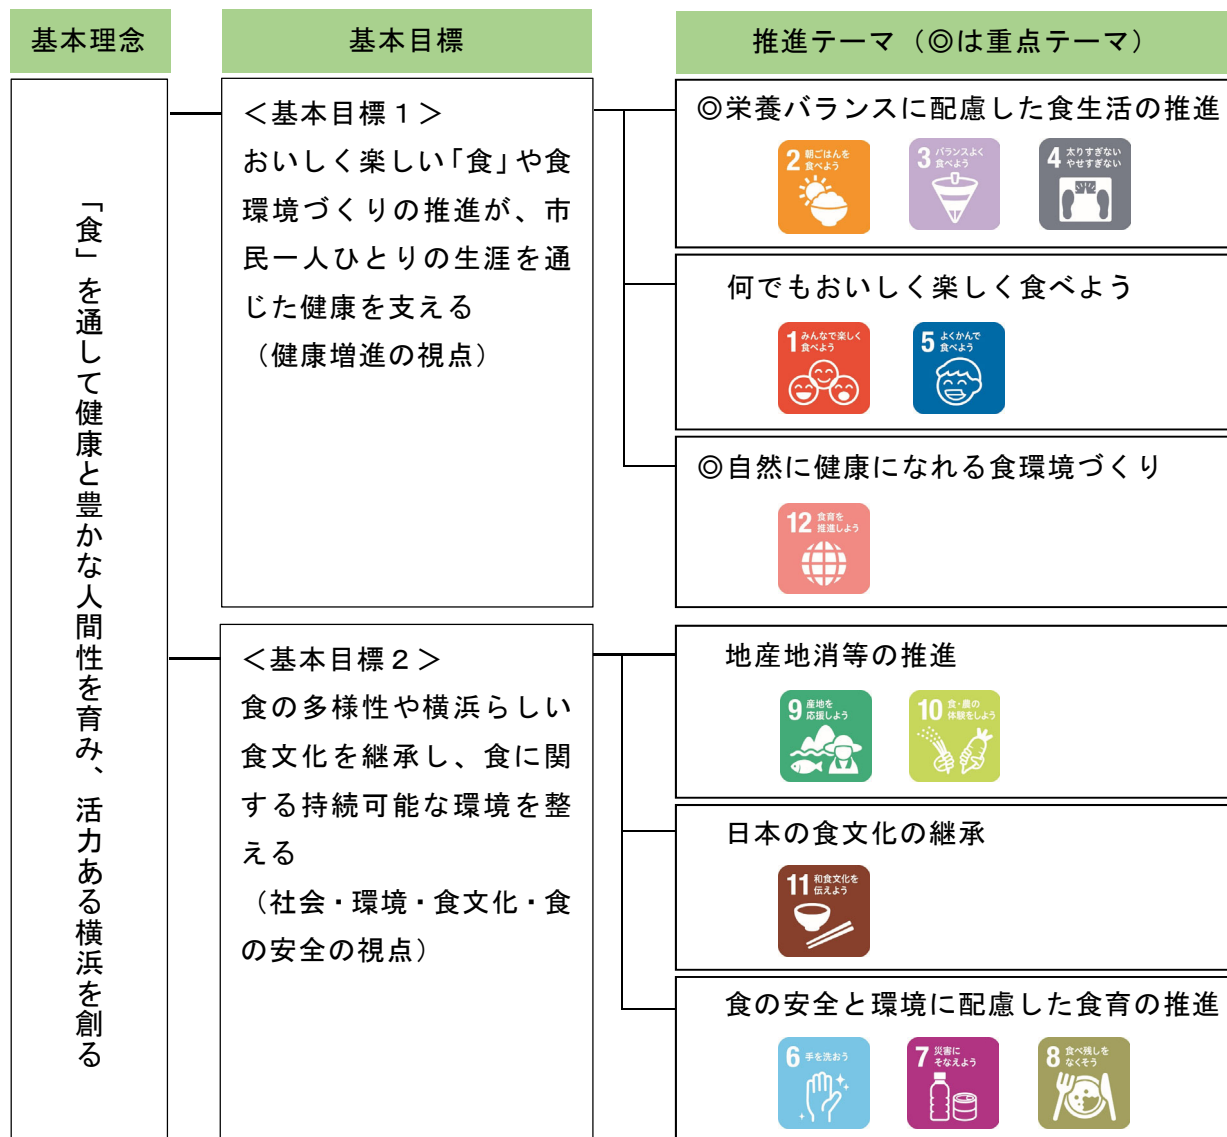 基本理念
基本目標
推進テーマ（◎は重点テーマ）
「食」を通して健康と豊かな人間性を育み、活力ある横浜を創る
＜基本目標１＞
おいしく楽しい「食」や食
環境づくりの推進が、市
民一人ひとりの生涯を通
じた健康を支える
（健康増進の視点）
◎栄養バランスに配慮した食生活の推進
2 朝ごはんを
食べよう
3 バランスよく
食べよう
4 太りすぎない
やせすぎない
何でもおいしく楽しく食べよう
1 みんなで楽しく
食べよう
5 よくかんで
食べよう
◎自然に健康になれる食環境づくり
12 食育を
推進しよう
＜基本目標２＞
食の多様性や横浜らしい
食文化を継承し、食に関
する持続可能な環境を整
える
（社会・環境・食文化・食
の安全の視点）
地産地消等の推進
9 産地を
応援しよう
10 食・農の
体験をしよう
日本の食文化の継承
11 和食文化を
伝えよう
食の安全と環境に配慮した食育の推進
6 手を洗おう
7 災害に
そなえよう
8 食べ残しを
なくそう